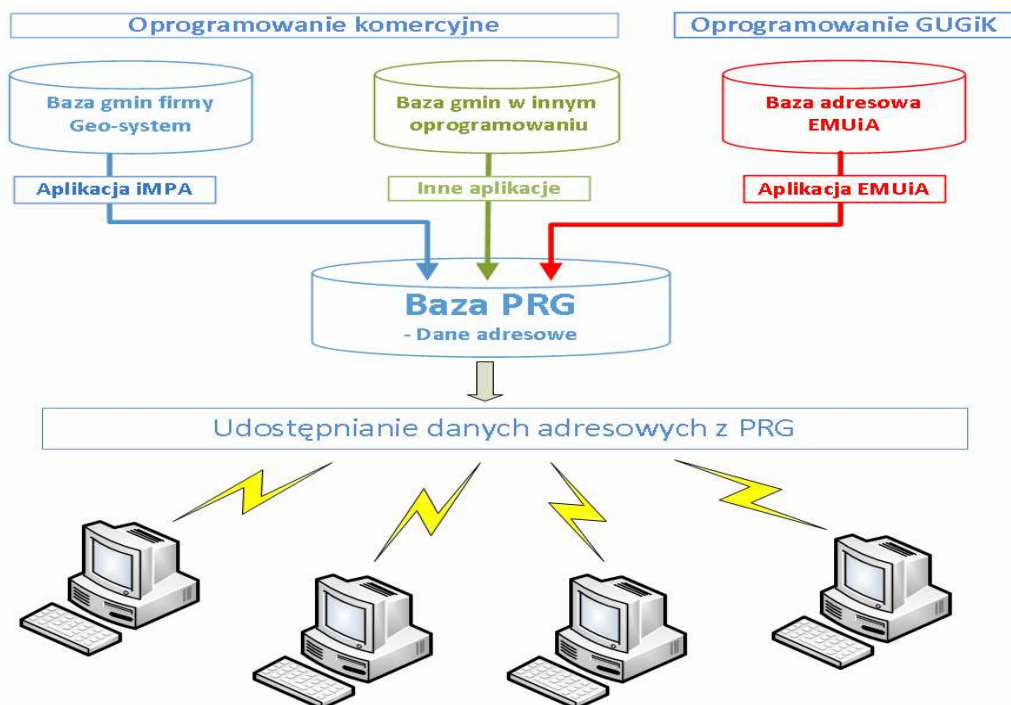 Oprogramowanie komercyjne
Oprogramowanie GUGiK
Baza gmin firmy
Geo-system
Baza gmin w innym
oprogramowaniu
Baza adresowa
EMUiA
Aplikacja iMPA
Inne aplikacje
Aplikacja EMUiA
Baza PRG
- Dane adresowe
Udostępnianie danych adresowych z PRG